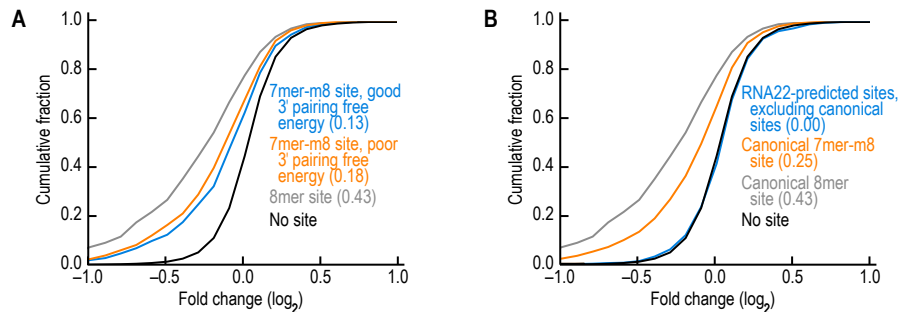 A
Cumulative fraction
1.0
0.8
0.6
0.4
0.2
0.0
7mer-m8 site, good
3' pairing free
energy (0.13)
7mer-m8 site, poor
3' pairing free
energy (0.18)
8mer site (0.43)
No site
–1.0
–0.5
0.0
0.5
1.0
Fold change (log2)
B
Cumulative fraction
1.0
0.8
0.6
0.4
0.2
0.0
RNA22-predicted sites,
excluding canonical
sites (0.00)
Canonical 7mer-m8
site (0.25)
Canonical 8mer
site (0.43)
No site
–1.0
–0.5
0.0
0.5
1.0
Fold change (log2)